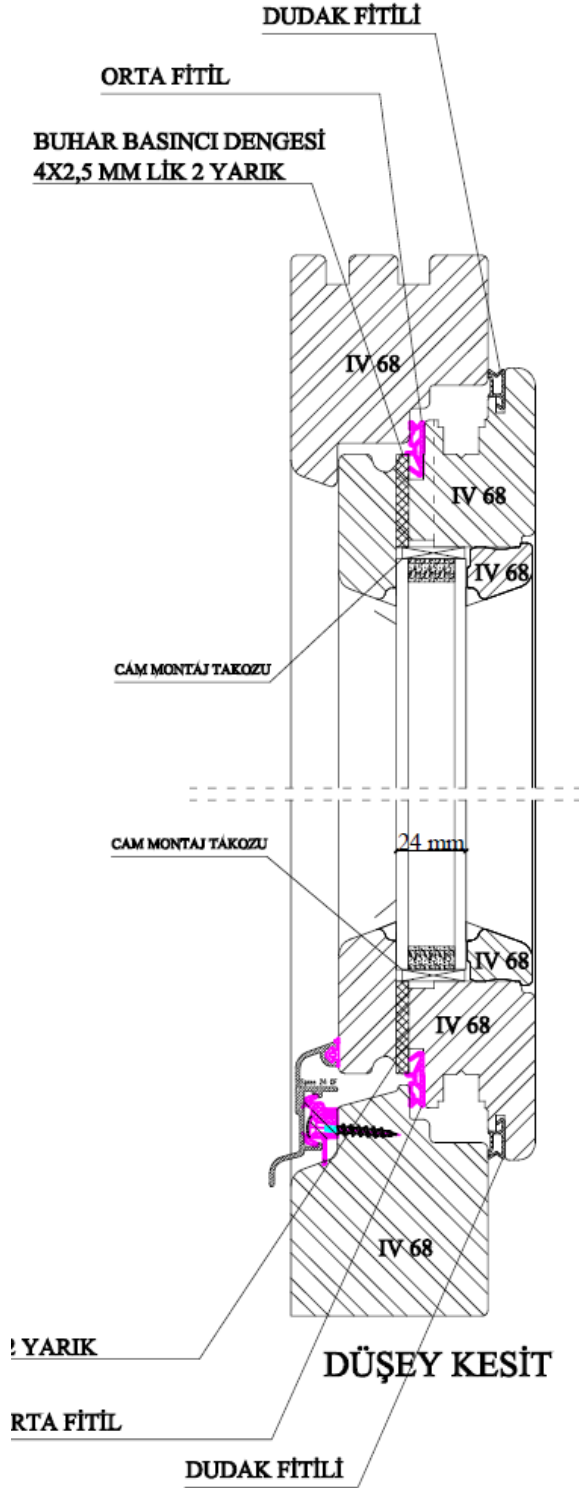 DUDAK FİTİLİ
ORTA FİTİL
BUHAR BASINCI DENGESİ
4X2,5 MM LİK 2 YARIK
IV 68
IV 68
IV 68
CAM MONTAJ TAKOZU
CAM MONTAJ TAKOZU
24 mm
IV 68
IV 68
24 DF
IV 68
2 YARIK
DÜŞEY KESİT
RTA FİTİL
DUDAK FİTİLİ